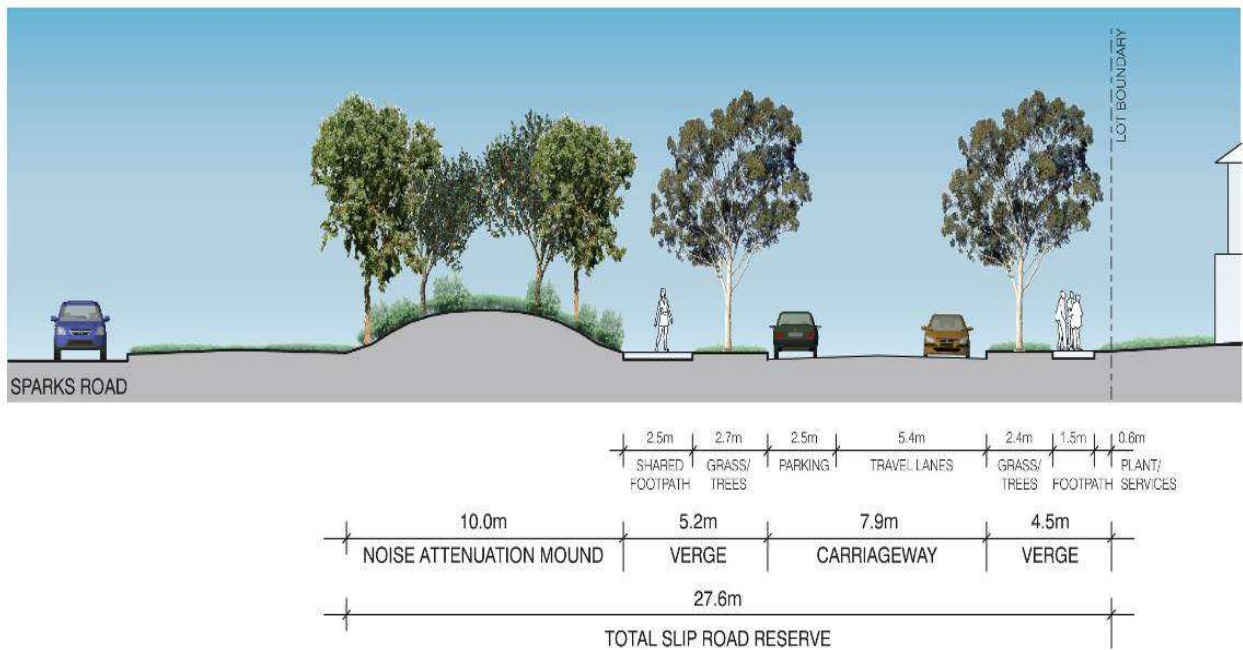 LOT BOUNDARY
SPARKS ROAD
2.5m 2.7m 2.5m 5.4m 2.4m 1.5m 0.6m
SHARED GRASS/ PARKING TRAVEL LANES GRASS/ FOOTPATH PLANT/
FOOTPATH TREES TREES SERVICES
10.0m 5.2m 7.9m 4.5m
NOISE ATTENUATION MOUND VERGE CARRIAGEWAY VERGE
27.6m
TOTAL SLIP ROAD RESERVE